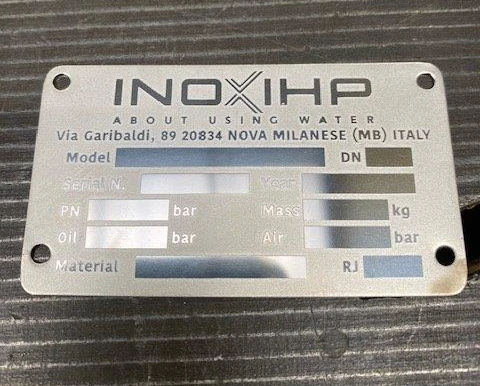 INOXIHP
ABOUT USING WATER
Via Garibaldi, 89 20834 NOVA MILANESE (MB) ITALY
Model DN
Serial N. Year
PN bar Mass kg
Oil bar Air bar
Material RJ